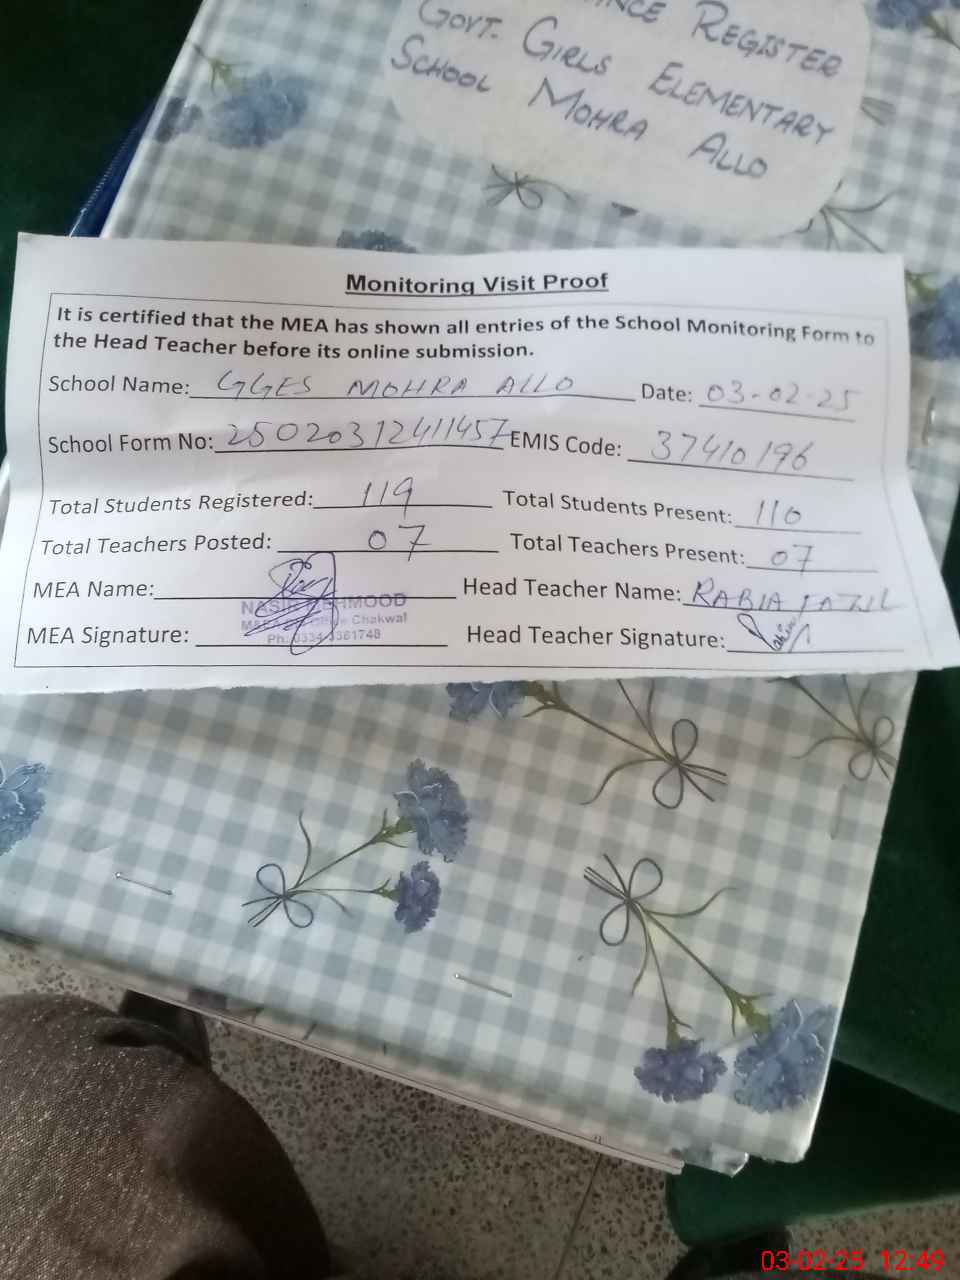 REGISTER
GOVT. GIRLS ELEMENTARY
SCHOOL MOHRA ALLO
Monitoring Visit Proof
It is certified that the MEA has shown all entries of the School Monitoring Form to
the Head Teacher before its online submission.
School Name: GGES MOHRA ALLO Date: 03-02-25
School Form No: 25020312411457 EMIS Code: 37410196
Total Students Registered: 119 Total Students Present: 110
Total Teachers Posted: 07 Total Teachers Present: 07
MEA Name: Head Teacher Name: RABIA
Chakwal
MEA Signature: Head Teacher Signature:
03-02-25 12:49